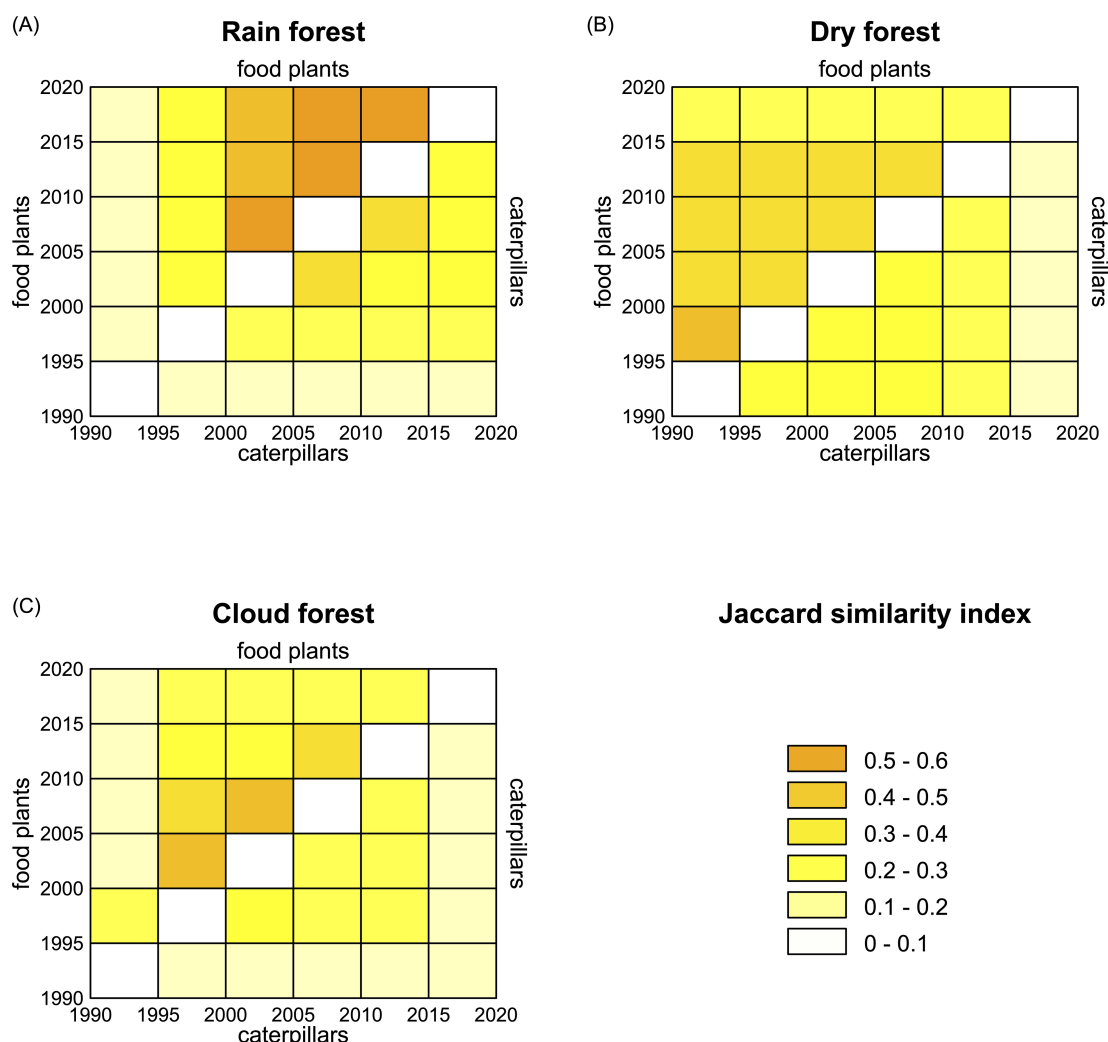 (A)
Rain forest
food plants
2020
2015
2010
2005
2000
1995
1990
food plants
caterpillars
1990 1995 2000 2005 2010 2015 2020
caterpillars
(B)
Dry forest
food plants
2020
2015
2010
2005
2000
1995
1990
food plants
caterpillars
1990 1995 2000 2005 2010 2015 2020
caterpillars
(C)
Cloud forest
food plants
2020
2015
2010
2005
2000
1995
1990
food plants
caterpillars
1990 1995 2000 2005 2010 2015 2020
caterpillars
Jaccard similarity index
0.5 - 0.6
0.4 - 0.5
0.3 - 0.4
0.2 - 0.3
0.1 - 0.2
0 - 0.1